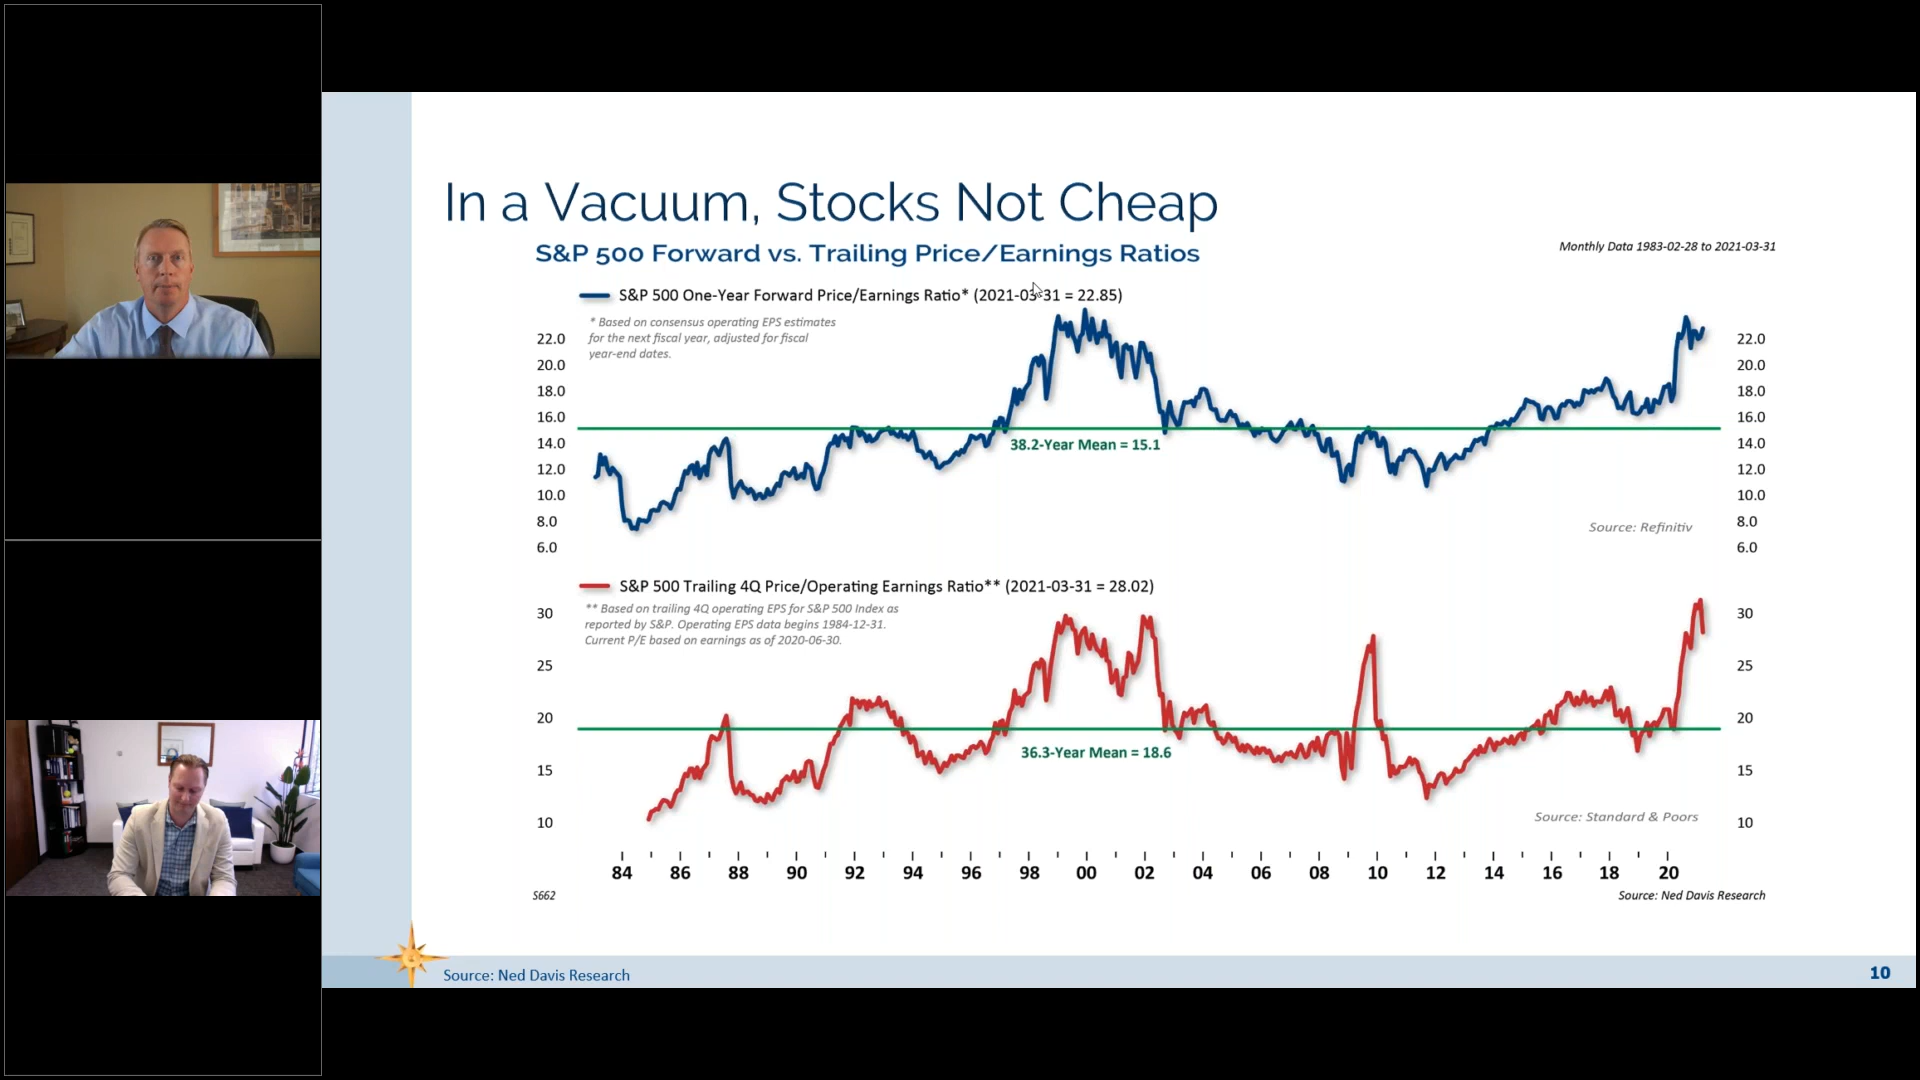 In a Vacuum, Stocks Not Cheap
S&P 500 Forward vs. Trailing Price/Earnings Ratios
Monthly Data 1983-02-28 to 2021-03-31
S&P 500 One-Year Forward Price/Earnings Ratio* (2021-03-31 = 22.85)
* Based on consensus operating EPS estimates
for the next fiscal year, adjusted for fiscal
year-end dates.
22.0 22.0
20.0 20.0
18.0 18.0
16.0 16.0
38.2-Year Mean = 15.1
14.0 14.0
12.0 12.0
10.0 10.0
8.0 8.0
Source: Refinitiv
6.0 6.0
S&P 500 Trailing 4Q Price/Operating Earnings Ratio** (2021-03-31 = 28.02)
** Based on trailing 4Q operating EPS for S&P 500 Index as
reported by S&P. Operating EPS data begins 1984-12-31.
Current P/E based on earnings as of 2020-06-30.
30 30
25 25
20 20
36.3-Year Mean = 18.6
15 15
Source: Standard & Poors
10 10
84 86 88 90 92 94 96 98 00 02 04 06 08 10 12 14 16 18 20
S662
Source: Ned Davis Research
Source: Ned Davis Research
10